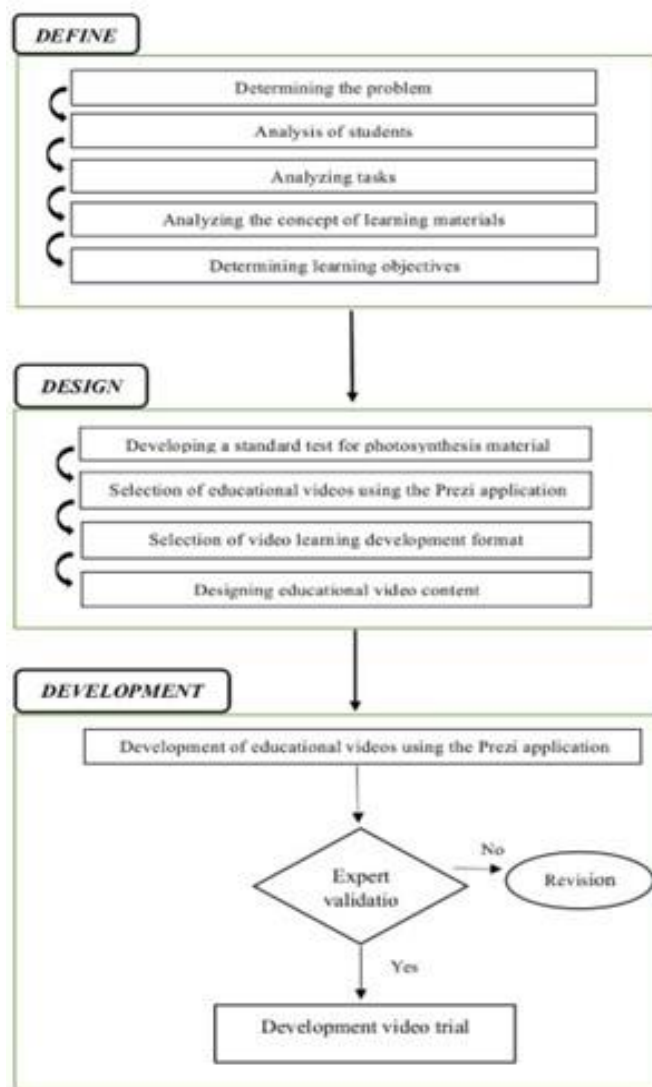 DEFINE
Determining the problem
Analysis of students
Analyzing tasks
Analyzing the concept of learning materials
Determining learning objectives
DESIGN
Developing a standard test for photosynthesis material
Selection of educational videos using the Prezi application
Selection of video learning development format
Designing educational video content
DEVELOPMENT
Development of educational videos using the Prezi application
No
Expert
validatio
Revision
Yes
Development video trial